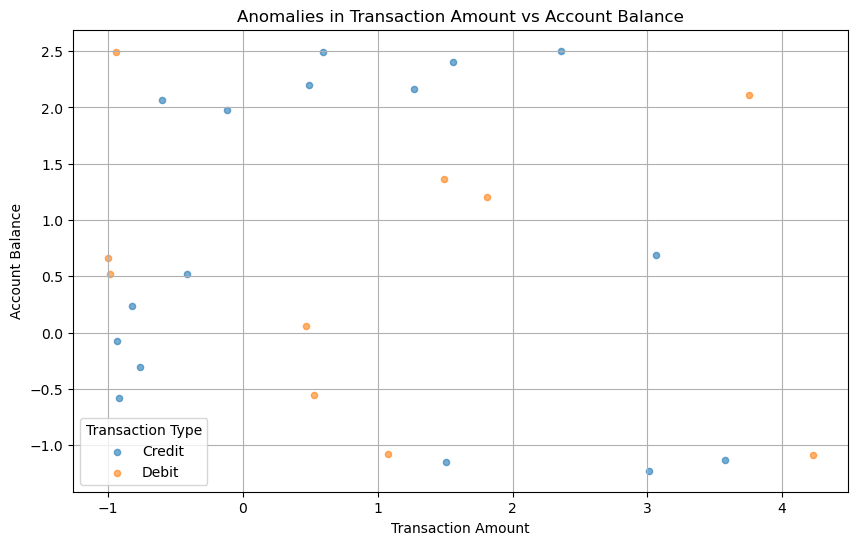 Anomalies in Transaction Amount vs Account Balance
Account Balance
2.5
2.0
1.5
1.0
0.5
0.0
−0.5
−1.0
Transaction Type
Credit
Debit
−1
0
1
2
3
4
Transaction Amount